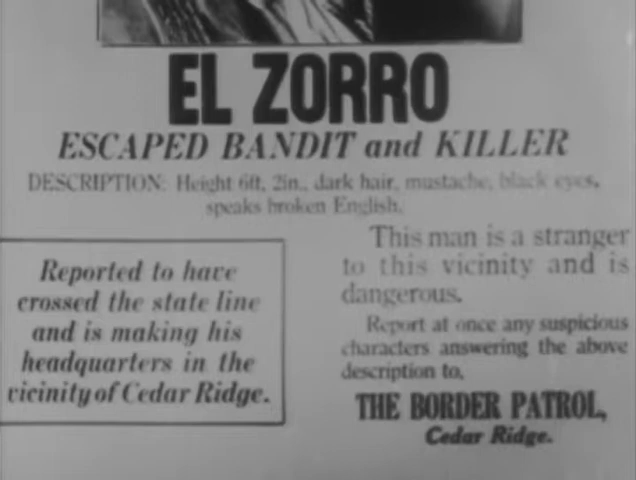 EL ZORRO
ESCAPED BANDIT and KILLER
DESCRIPTION: Height 6ft, 2in., dark hair, mustache, black eyes,
speaks broken English.
Reported to have
crossed the state line
and is making his
headquarters in the
vicinity of Cedar Ridge.
This man is a stranger
to this vicinity and is
dangerous.
Report at once any suspicious
characters answering the above
description to,
THE BORDER PATROL,
Cedar Ridge.